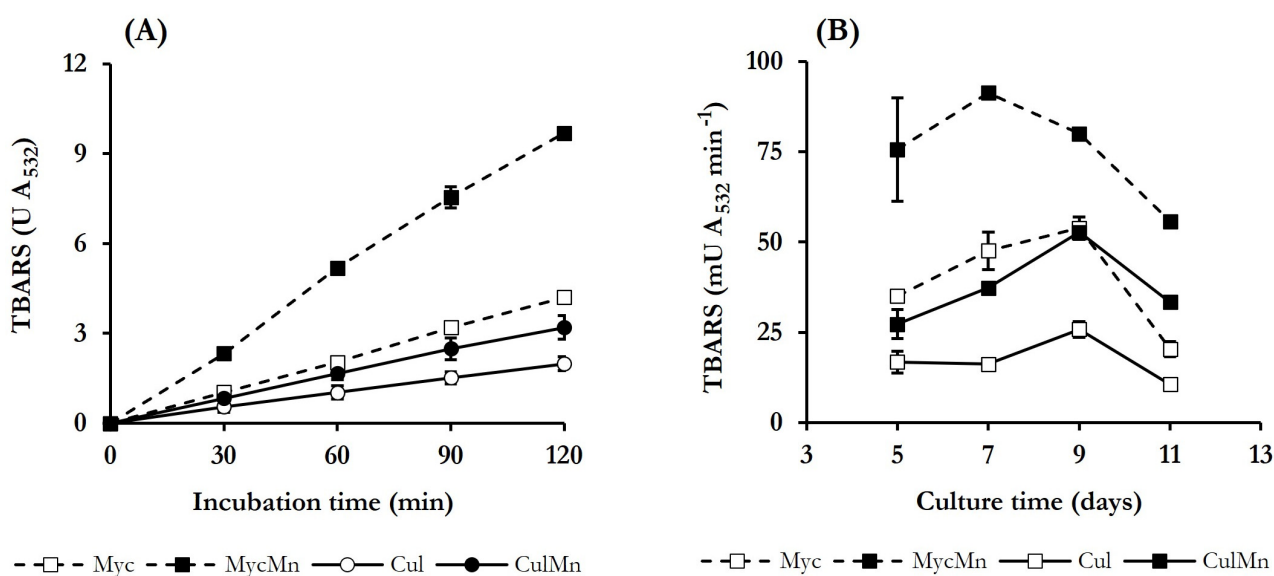 (A)
TBARS (U A532)
12
9
6
3
0
0 30 60 90 120
Incubation time (min)
Myc MycMn Cul CulMn
(B)
TBARS (mU A532 min-1)
100
75
50
25
0
3 5 7 9 11 13
Culture time (days)
Myc MycMn Cul CulMn